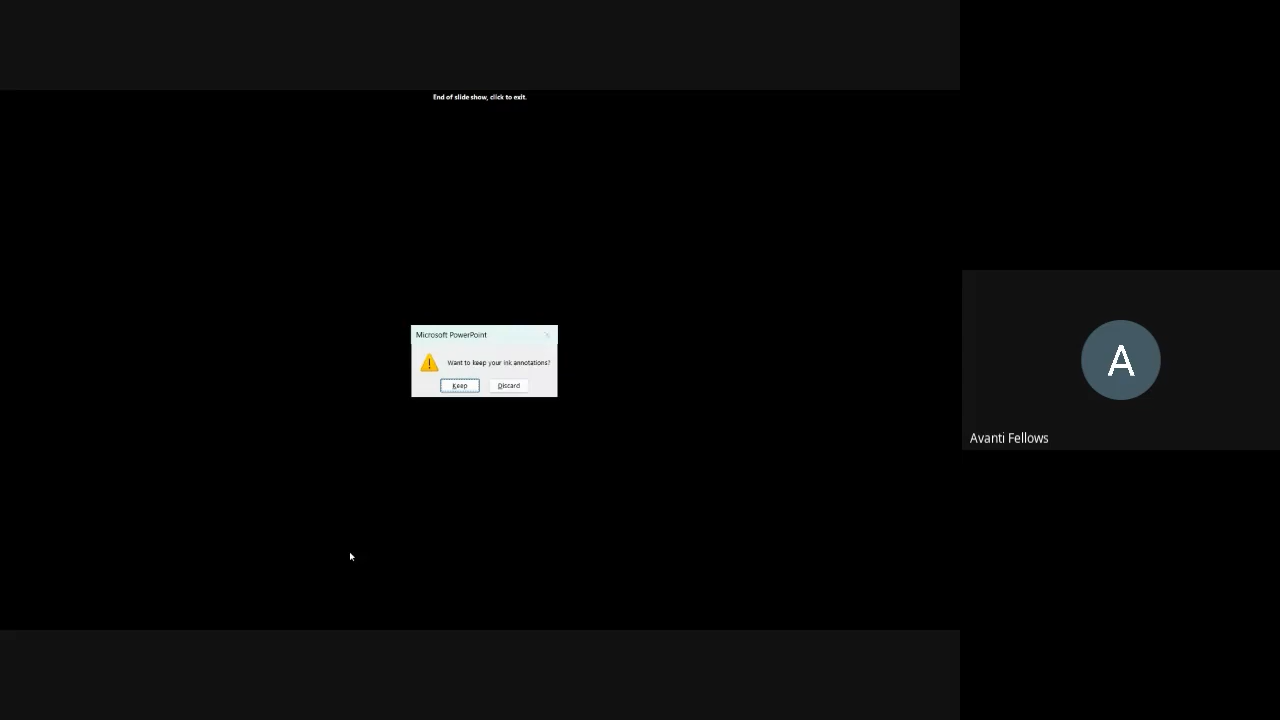 End of slide show, click to exit.
Microsoft PowerPoint
Want to keep your ink annotations?
Keep
Discard
A
Avanti Fellows